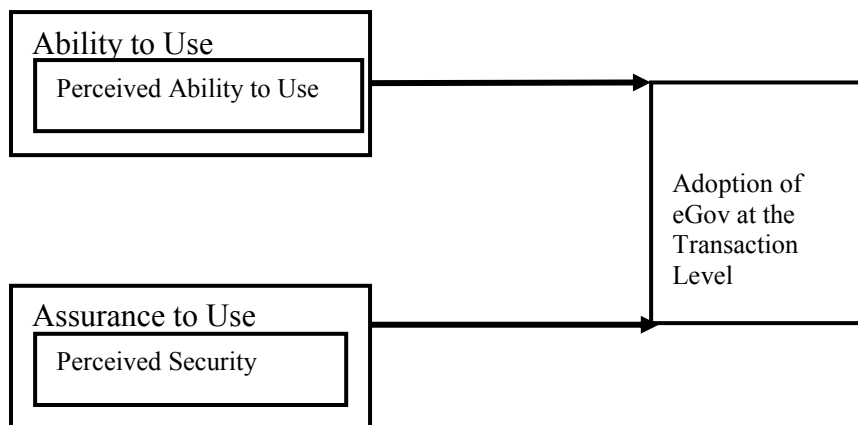 Ability to Use
Perceived Ability to Use
Adoption of
eGov at the
Transaction
Level
Assurance to Use
Perceived Security